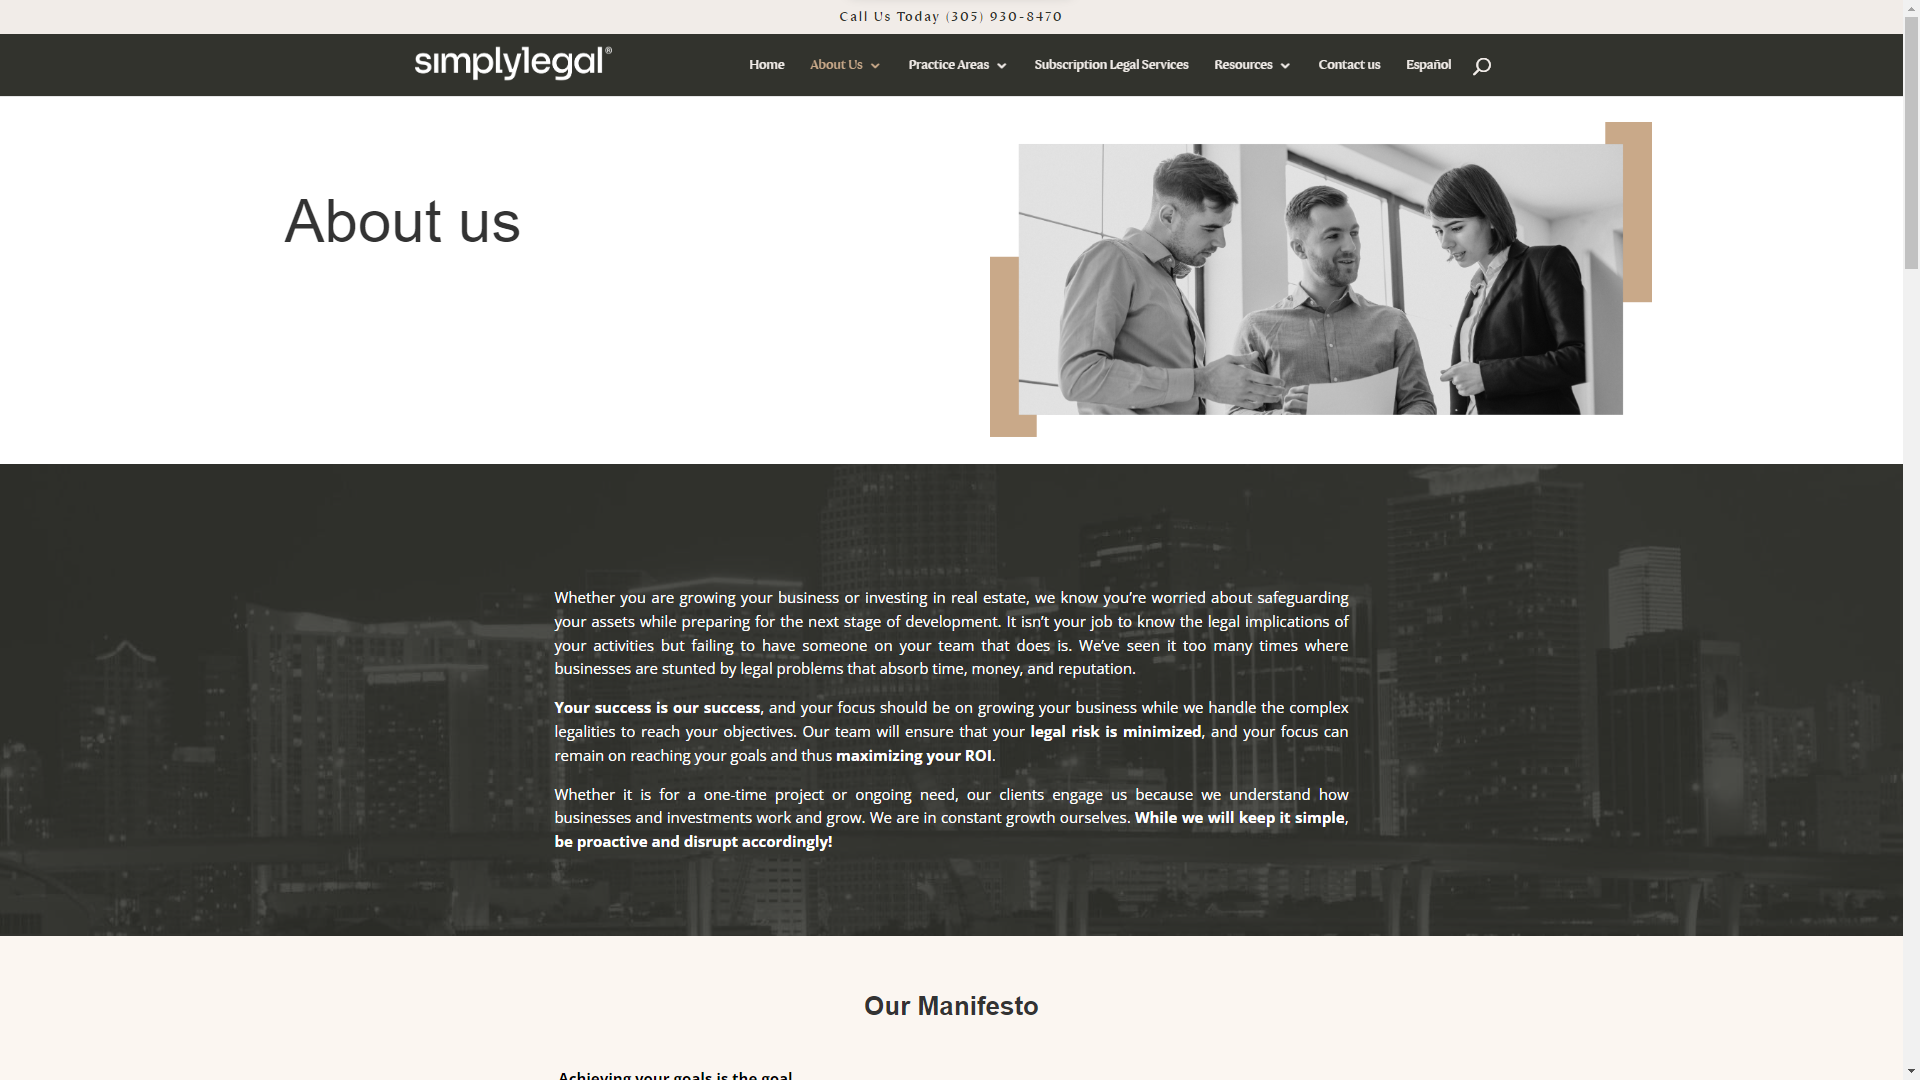 Call Us Today (305) 930-8470
simplylegal®
Home
About Us
Practice Areas
Subscription Legal Services
Resources
Contact us
Español
About us
Whether you are growing your business or investing in real estate, we know you’re worried about safeguarding
your assets while preparing for the next stage of development. It isn’t your job to know the legal implications of
your activities but failing to have someone on your team that does is. We’ve seen it too many times where
businesses are stunted by legal problems that absorb time, money, and reputation.
Your success is our success, and your focus should be on growing your business while we handle the complex
legalities to reach your objectives. Our team will ensure that your legal risk is minimized, and your focus can
remain on reaching your goals and thus maximizing your ROI.
Whether it is for a one-time project or ongoing need, our clients engage us because we understand how
businesses and investments work and grow. We are in constant growth ourselves. While we will keep it simple,
be proactive and disrupt accordingly!
Our Manifesto
Achieving your goals is the goal